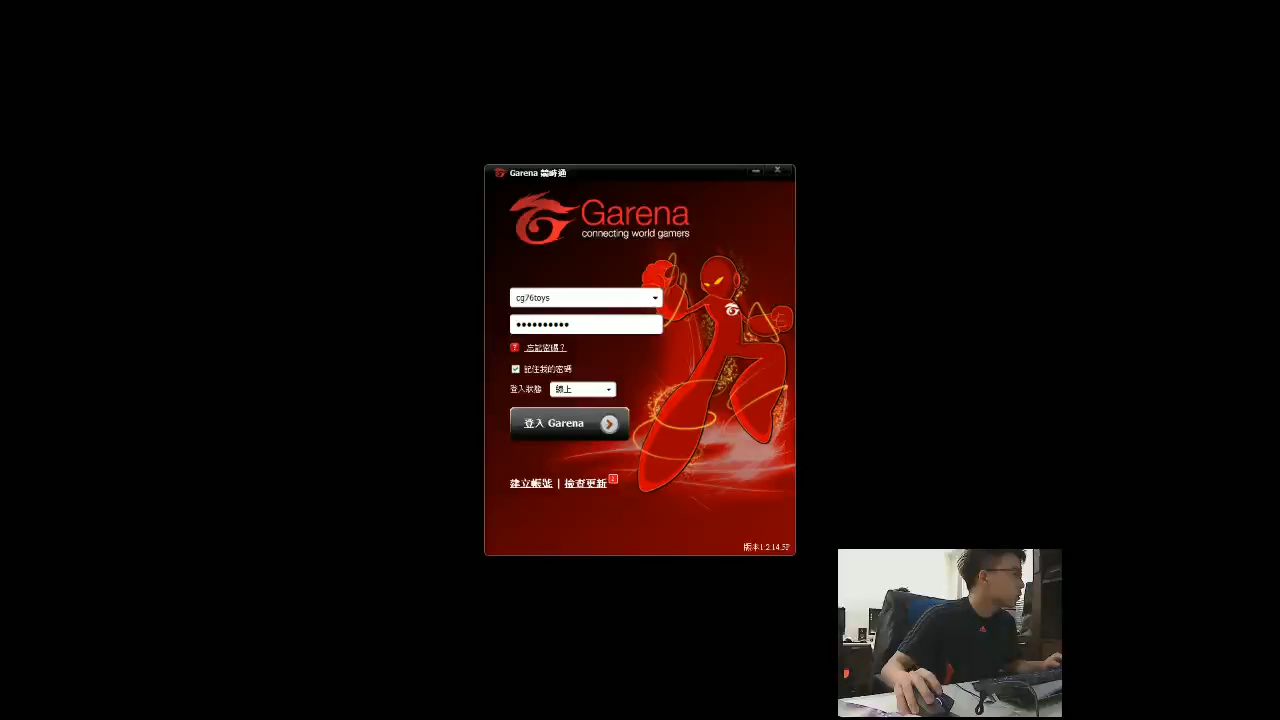 Garena 競時通
Garena
connecting world gamers
cg76toys
••••••••••
? 忘記密碼？
記住我的密碼
登入狀態 線上
登入 Garena
建立帳號 | 檢查更新
版本1.2.14.5P